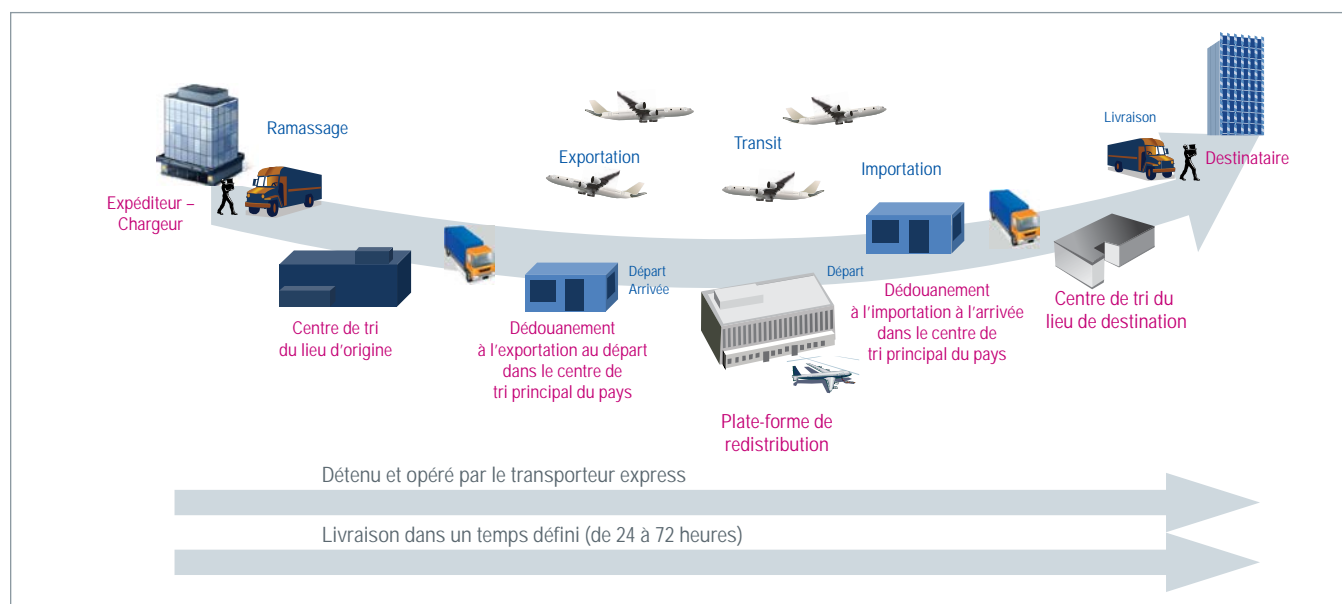 Ramassage
Expéditeur –
Chargeur
Centre de tri
du lieu d'origine
Exportation
Départ
Arrivée
Dédouanement
à l'exportation au départ
dans le centre de
tri principal du pays
Transit
Départ
Plate-forme de
redistribution
Importation
Dédouanement
à l'importation à l'arrivée
dans le centre de
tri principal du pays
Centre de tri du
lieu de destination
Livraison
Destinataire
Détenu et opéré par le transporteur express
Livraison dans un temps défini (de 24 à 72 heures)